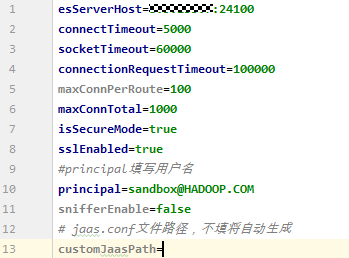 1 esServerHost=:24100
2 connectTimeout=5000
3 socketTimeout=60000
4 connectionRequestTimeout=100000
5 maxConnPerRoute=100
6 maxConnTotal=1000
7 isSecureMode=true
8 sslEnabled=true
9 #principal填写用户名
10 principal=sandbox@HADOOP.COM
11 snifferEnable=false
12 # jaas.conf文件路径，不填将自动生成
13 customJaasPath=